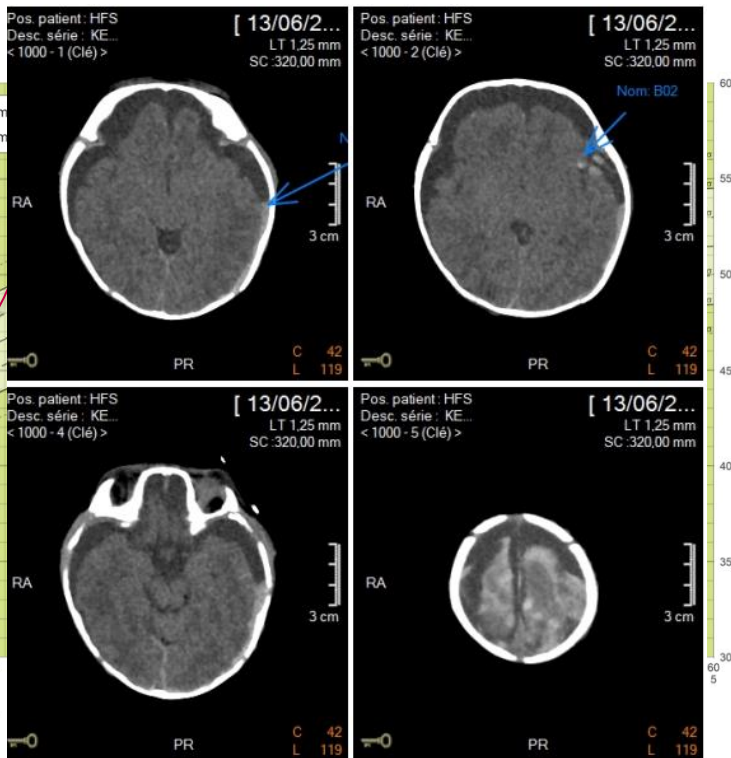 Pos. patient : HFS
Desc. série : KE...
< 1000 - 1 (Clé) >
[ 13/06/2...
LT 1,25 mm
SC :320,00 mm
N
RA
3 cm
PR
C 42
L 119
Pos. patient : HFS
Desc. série : KE...
< 1000 - 2 (Clé) >
[ 13/06/2...
LT 1,25 mm
SC :320,00 mm
Nom: B02
RA
3 cm
PR
C 42
L 119
Pos. patient : HFS
Desc. série : KE...
< 1000 - 4 (Clé) >
[ 13/06/2...
LT 1,25 mm
SC :320,00 mm
RA
3 cm
PR
C 42
L 119
Pos. patient : HFS
Desc. série : KE...
< 1000 - 5 (Clé) >
[ 13/06/2...
LT 1,25 mm
SC :320,00 mm
RA
3 cm
PR
C 42
L 119
m
m
60
55
50
45
40
35
30
60
5